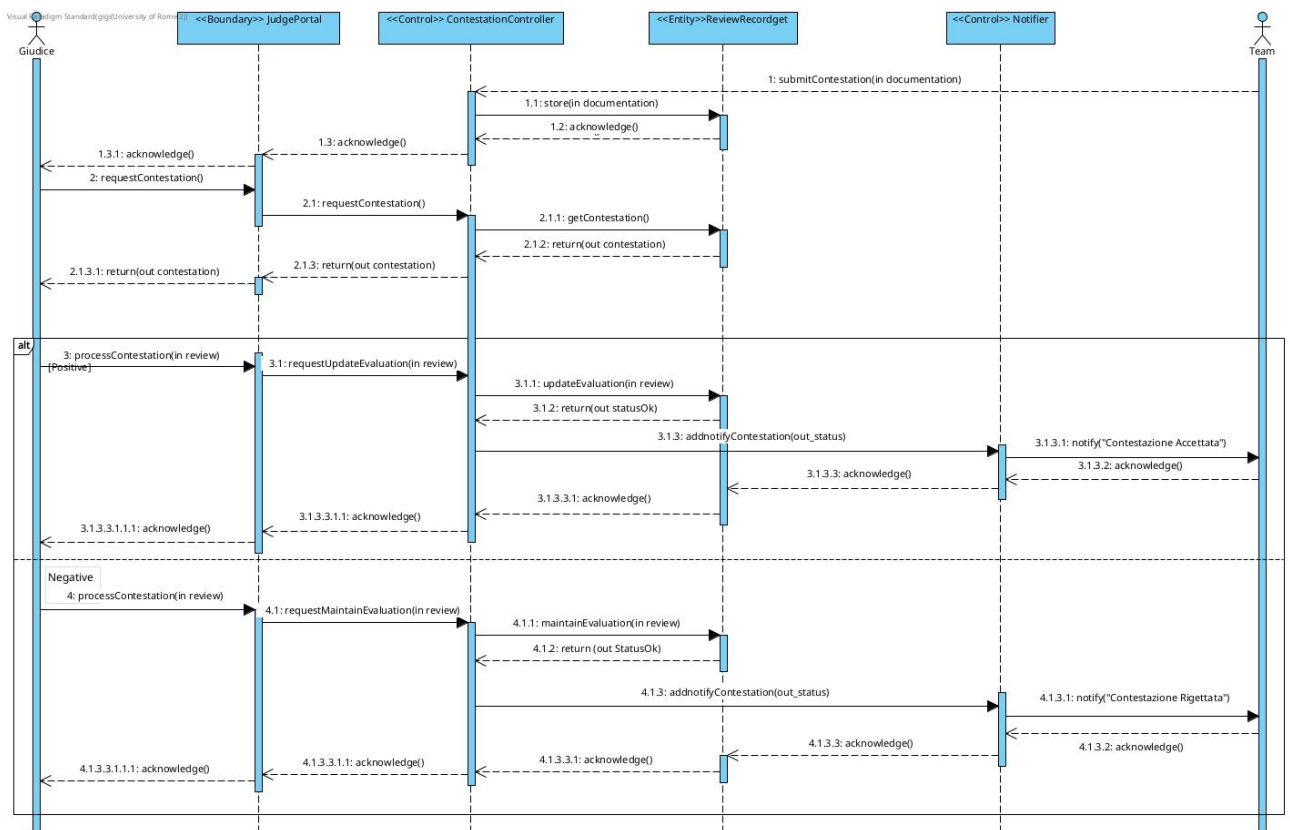 Visual Paradigm Standard(gigi(University of Rome 2))
<<Boundary>> JudgePortal
<<Control>> ContestationController
<<Entity>>ReviewRecordget
<<Control>> Notifier
Giudice
Team
1: submitContestation(in documentation)
1.1: store(in documentation)
1.2: acknowledge()
1.3: acknowledge()
1.3.1: acknowledge()
2: requestContestation()
2.1: requestContestation()
2.1.1: getContestation()
2.1.2: return(out contestation)
2.1.3: return(out contestation)
2.1.3.1: return(out contestation)
alt
3: processContestation(in review)
[Positive]
3.1: requestUpdateEvaluation(in review)
3.1.1: updateEvaluation(in review)
3.1.2: return(out statusOk)
3.1.3: addnotifyContestation(out_status)
3.1.3.1: notify("Contestazione Accettata")
3.1.3.2: acknowledge()
3.1.3.3: acknowledge()
3.1.3.3.1: acknowledge()
3.1.3.3.1.1: acknowledge()
3.1.3.3.1.1.1: acknowledge()
Negative
4: processContestation(in review)
4.1: requestMaintainEvaluation(in review)
4.1.1: maintainEvaluation(in review)
4.1.2: return (out StatusOk)
4.1.3: addnotifyContestation(out_status)
4.1.3.1: notify("Contestazione Rigettata")
4.1.3.2: acknowledge()
4.1.3.3: acknowledge()
4.1.3.3.1: acknowledge()
4.1.3.3.1.1: acknowledge()
4.1.3.3.1.1.1: acknowledge()